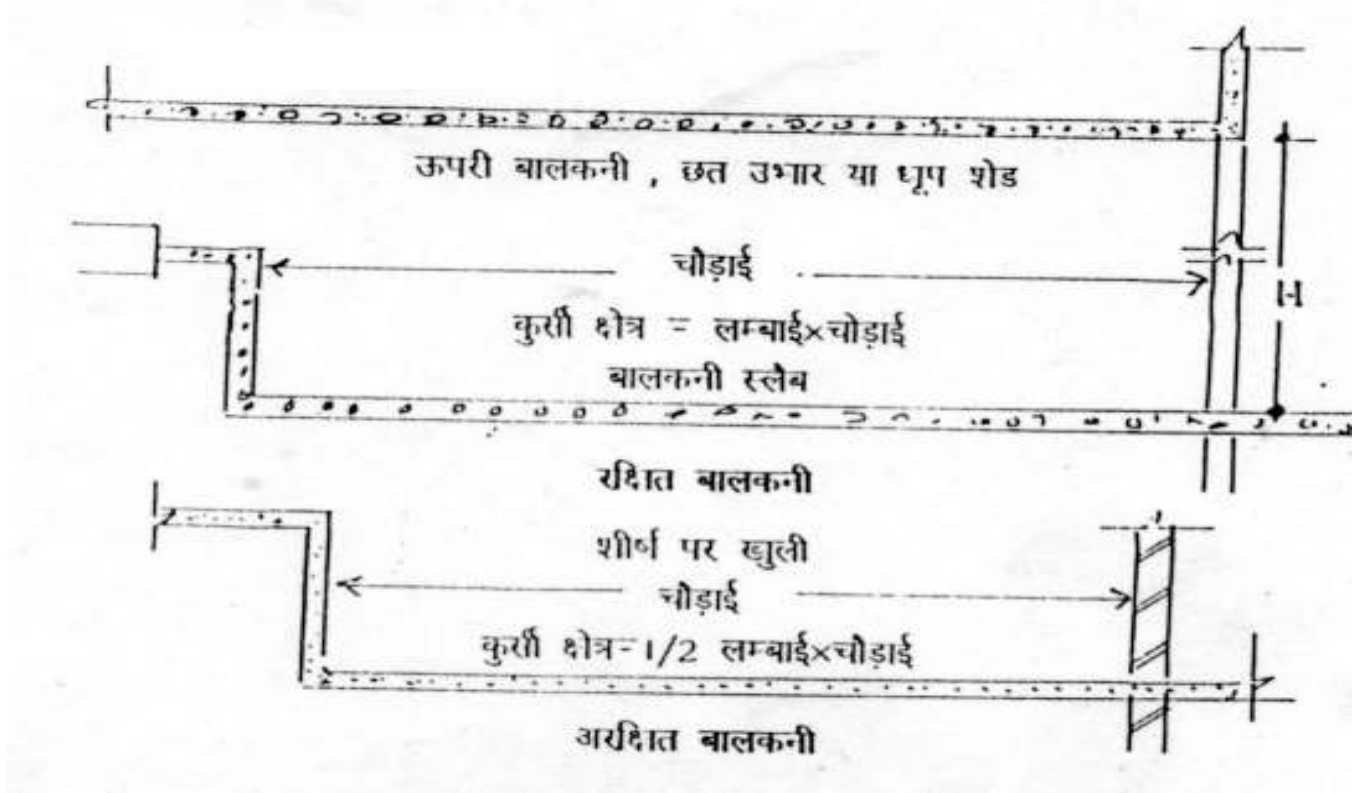 ऊपरी बालकनी , छत उभार या धूप शेड
चौड़ाई
H
कुर्सी क्षेत्र = लम्बाई×चौड़ाई
बालकनी स्लैब
रक्षित बालकनी
शीर्ष पर खुली
चौड़ाई
कुर्सी क्षेत्र=1/2 लम्बाई×चौड़ाई
अरक्षित बालकनी